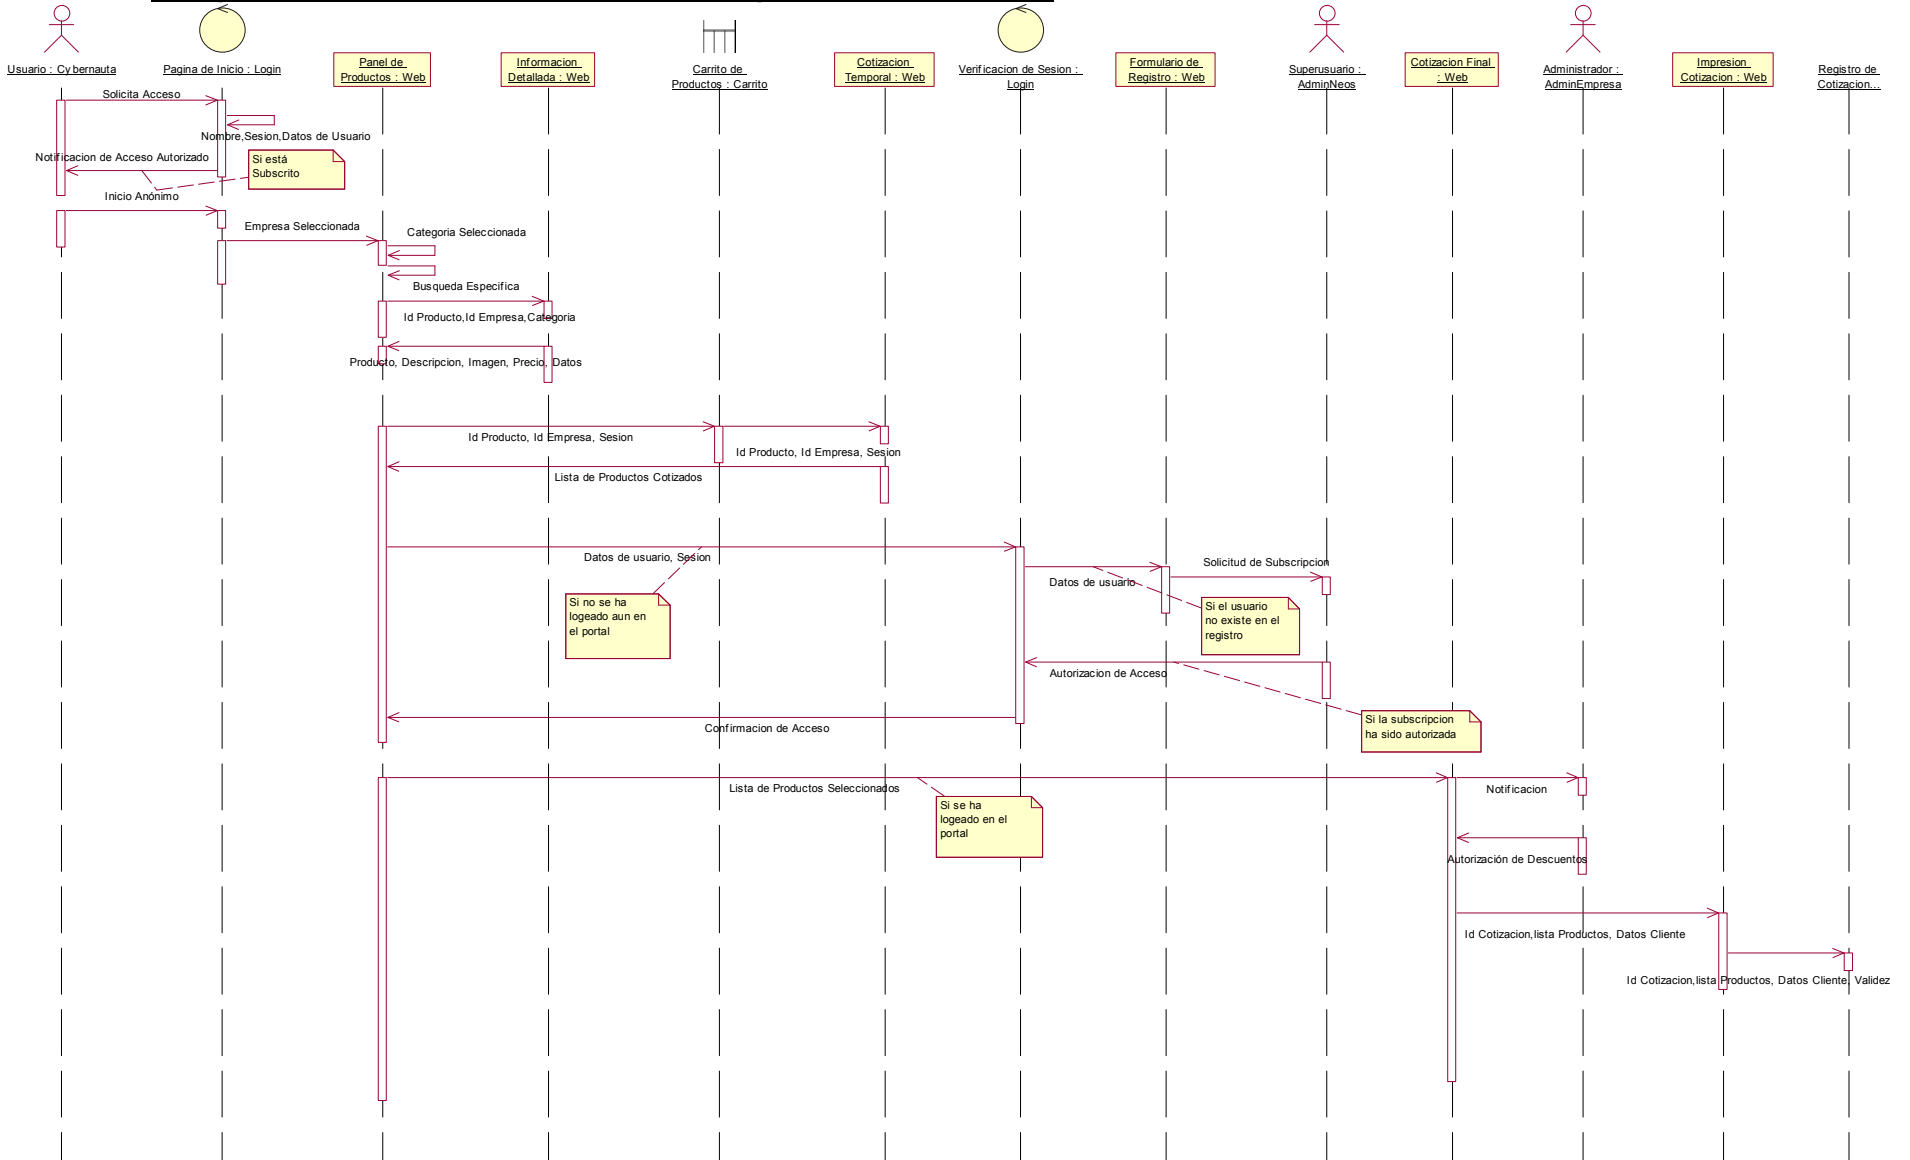 Usuario : Cybernauta
Pagina de Inicio : Login
Panel de
Productos : Web
Informacion
Detallada : Web
Carrito de
Productos : Carrito
Cotizacion
Temporal : Web
Verificacion de Sesion :
Login
Formulario de
Registro : Web
Superusuario :
AdminNeos
Cotizacion Final
: Web
Administrador :
AdminEmpresa
Impresion
Cotizacion : Web
Registro de
Cotizacion...
Solicita Acceso
Nombre,Sesion,Datos de Usuario
Notificacion de Acceso Autorizado
Si está
Subscrito
Inicio Anónimo
Empresa Seleccionada
Categoria Seleccionada
Busqueda Especifica
Id Producto,Id Empresa,Categoria
Producto, Descripcion, Imagen, Precio, Datos
Id Producto, Id Empresa, Sesion
Id Producto, Id Empresa, Sesion
Lista de Productos Cotizados
Datos de usuario, Sesion
Si no se ha
logeado aun en
el portal
Datos de usuario
Solicitud de Subscripcion
Si el usuario
no existe en el
registro
Autorizacion de Acceso
Si la subscripcion
ha sido autorizada
Confirmacion de Acceso
Lista de Productos Seleccionados
Si se ha
logeado en el
portal
Notificacion
Autorización de Descuentos
Id Cotizacion,lista Productos, Datos Cliente
Id Cotizacion,lista Productos, Datos Cliente, Validez